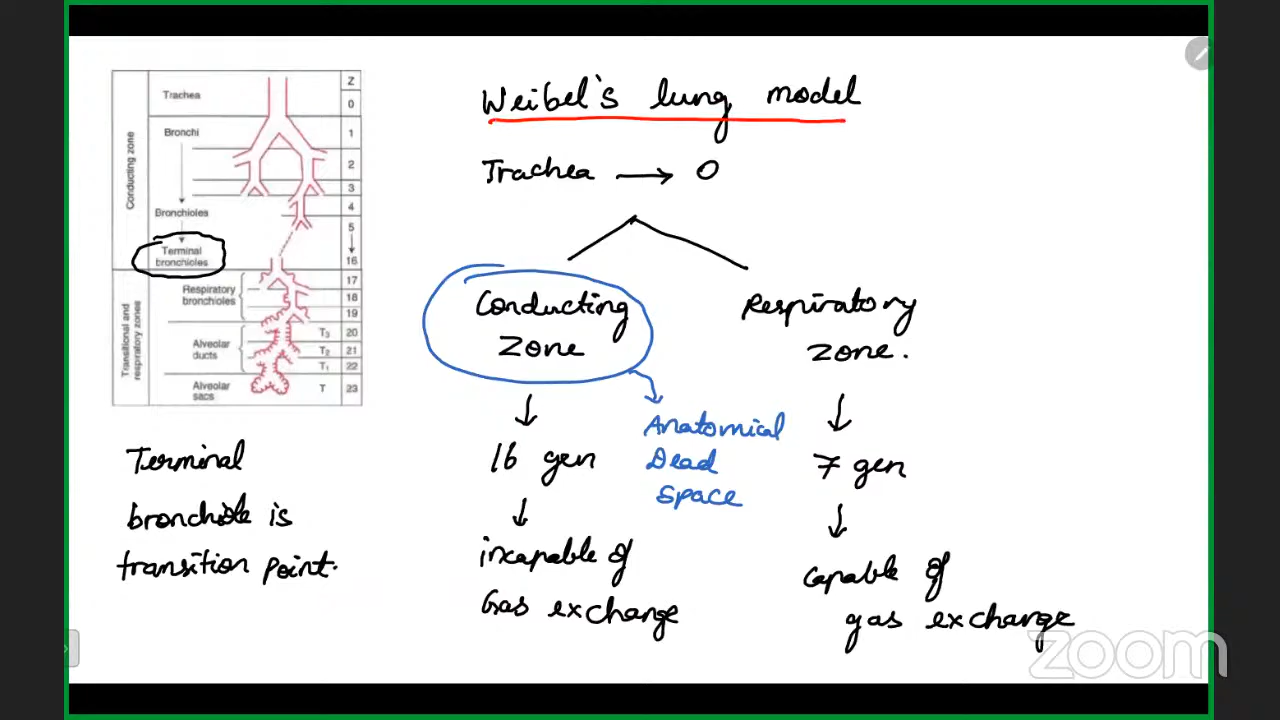 Z
Trachea
0
Conducting zone
Bronchi
1
2
3
4
Bronchioles
5
Terminal
bronchioles
16
17
Respiratory
bronchioles
18
19
Transitional and
respiratory zones
T3 20
Alveolar
ducts
T2 21
T1 22
Alveolar
sacs
T 23
Terminal
bronchiole is
transition point.
Weibel's lung model
Trachea → 0
Conducting
Zone
Respiratory
zone.
Anatomical
Dead
Space
16 gen
7 gen
incapable of
Gas exchange
Capable of
gas exchange
zoom